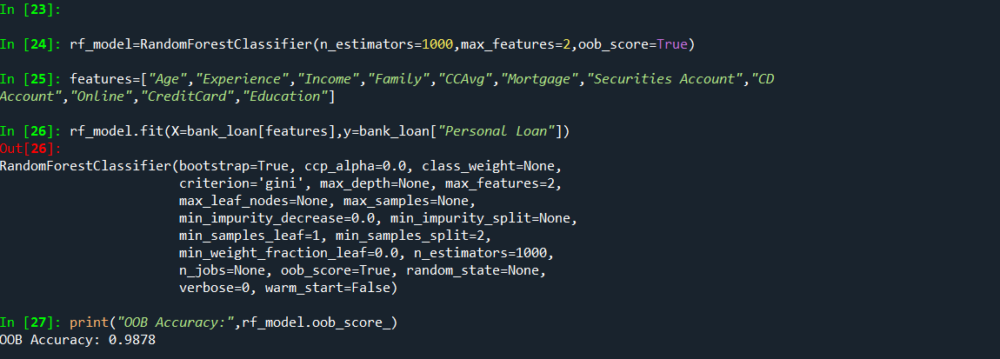 In [23]:
In [24]: rf_model=RandomForestClassifier(n_estimators=1000,max_features=2,oob_score=True)
In [25]: features=["Age","Experience","Income","Family","CCAvg","Mortgage","Securities Account","CD
Account","Online","CreditCard","Education"]
In [26]: rf_model.fit(X=bank_loan[features],y=bank_loan["Personal Loan"])
Out[26]:
RandomForestClassifier(bootstrap=True, ccp_alpha=0.0, class_weight=None,
criterion='gini', max_depth=None, max_features=2,
max_leaf_nodes=None, max_samples=None,
min_impurity_decrease=0.0, min_impurity_split=None,
min_samples_leaf=1, min_samples_split=2,
min_weight_fraction_leaf=0.0, n_estimators=1000,
n_jobs=None, oob_score=True, random_state=None,
verbose=0, warm_start=False)
In [27]: print("OOB Accuracy:",rf_model.oob_score_)
OOB Accuracy: 0.9878